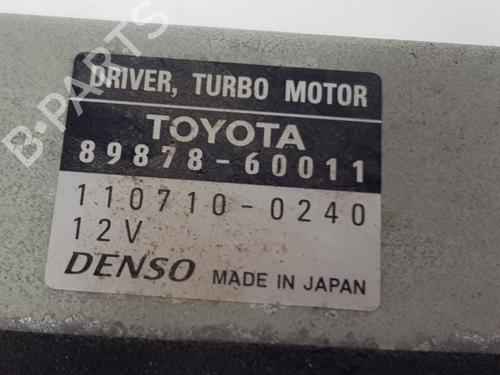 DRIVER, TURBO MOTOR
TOYOTA
89878-60011
110710-0240
12V
DENSO MADE IN JAPAN
B-PARTS